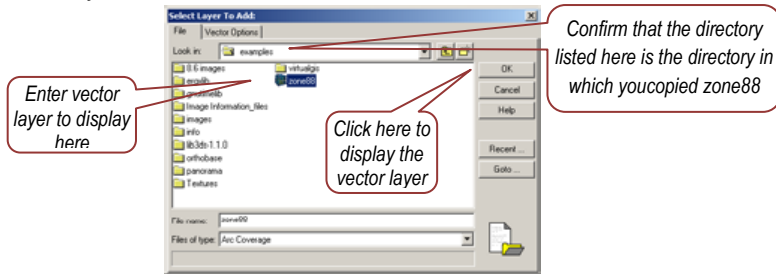 Select Layer To Add:
File
Vector Options
Look in:
examples
8.6 images
virtualgis
zone88
Image Information_files
images
info
lib3ds-1.1.0
orthobase
panorama
Textures
OK
Cancel
Help
Recent ...
Goto ...
File name:
zone88
Files of type:
Arc Coverage
Enter vector
layer to display
here
Click here to
display the
vector layer
Confirm that the directory
listed here is the directory in
which youcopied zone88